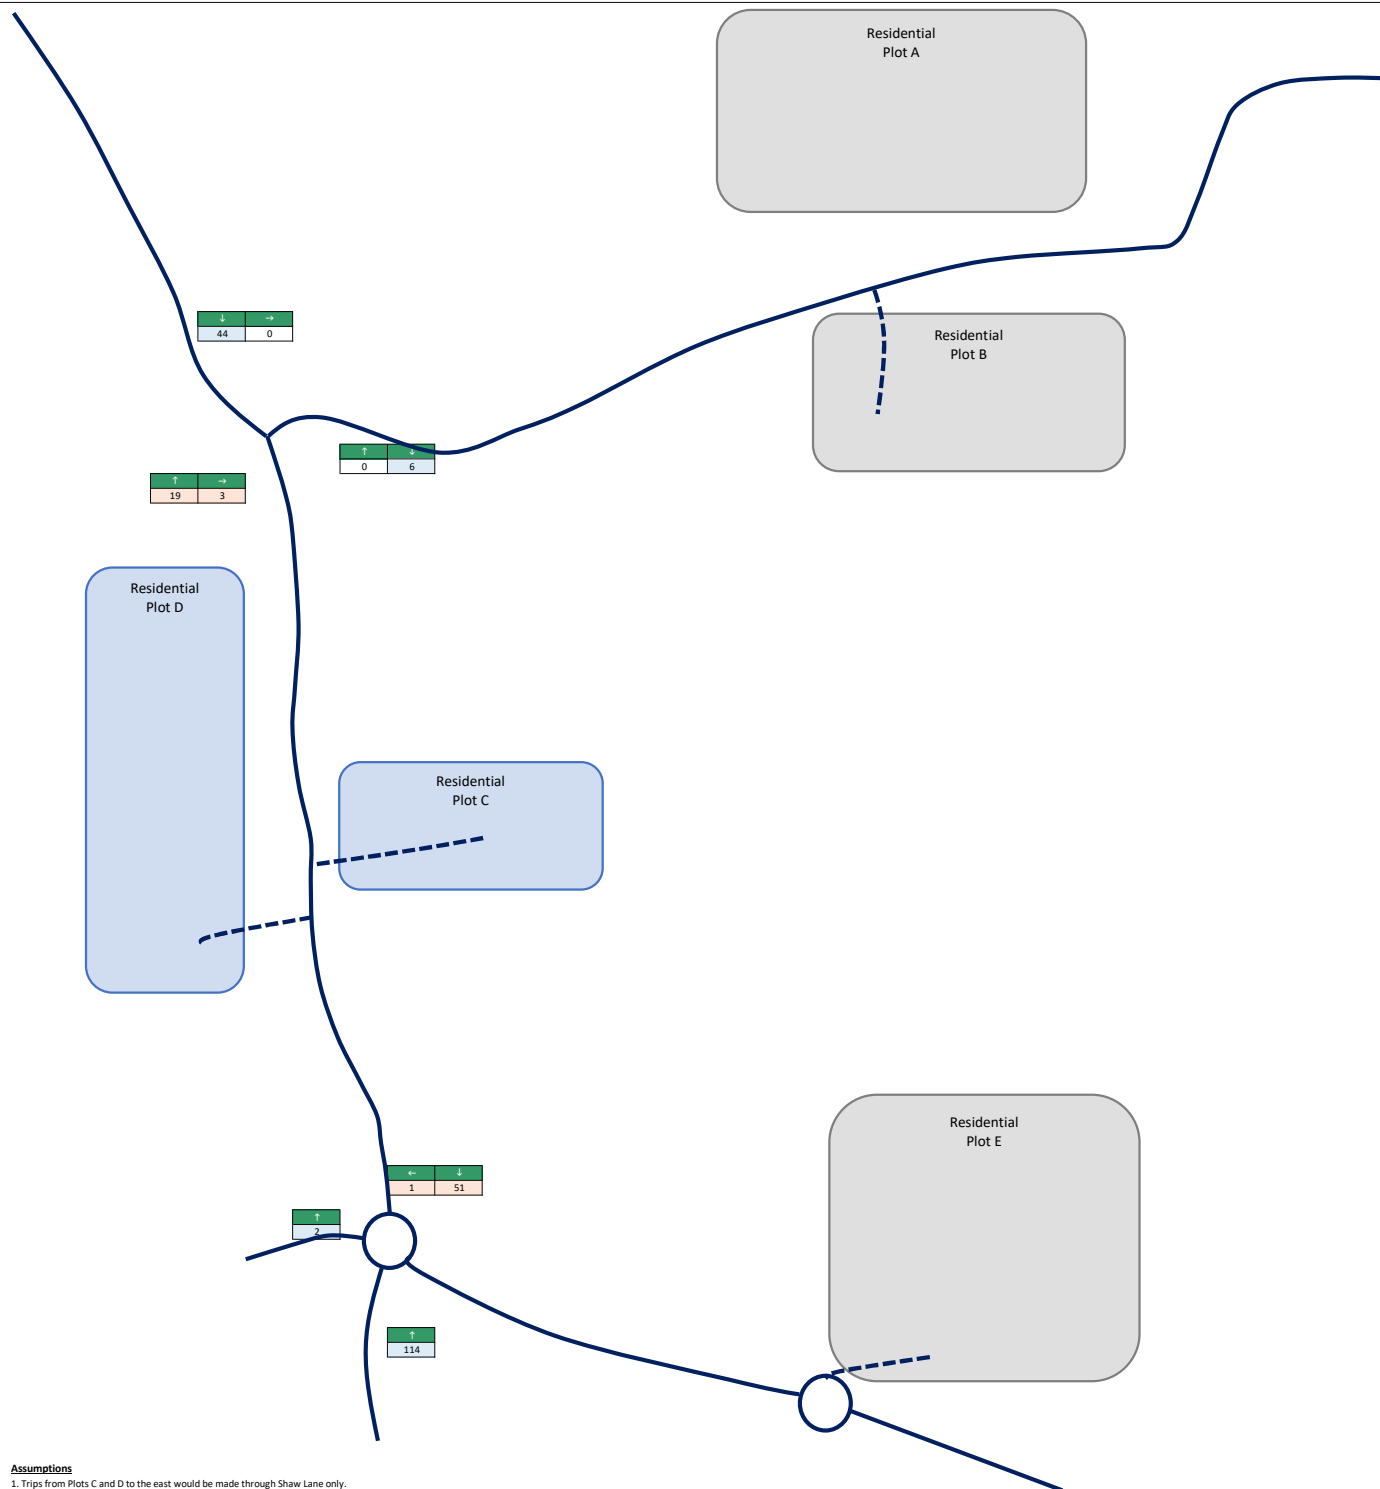 Residential
Plot A
Residential
Plot B
↓ →
44 0
↑ ↓
0 6
↑ →
19 3
Residential
Plot D
Residential
Plot C
Residential
Plot E
← ↓
1 51
↑
2
↑
114
Assumptions
1. Trips from Plots C and D to the east would be made through Shaw Lane only.